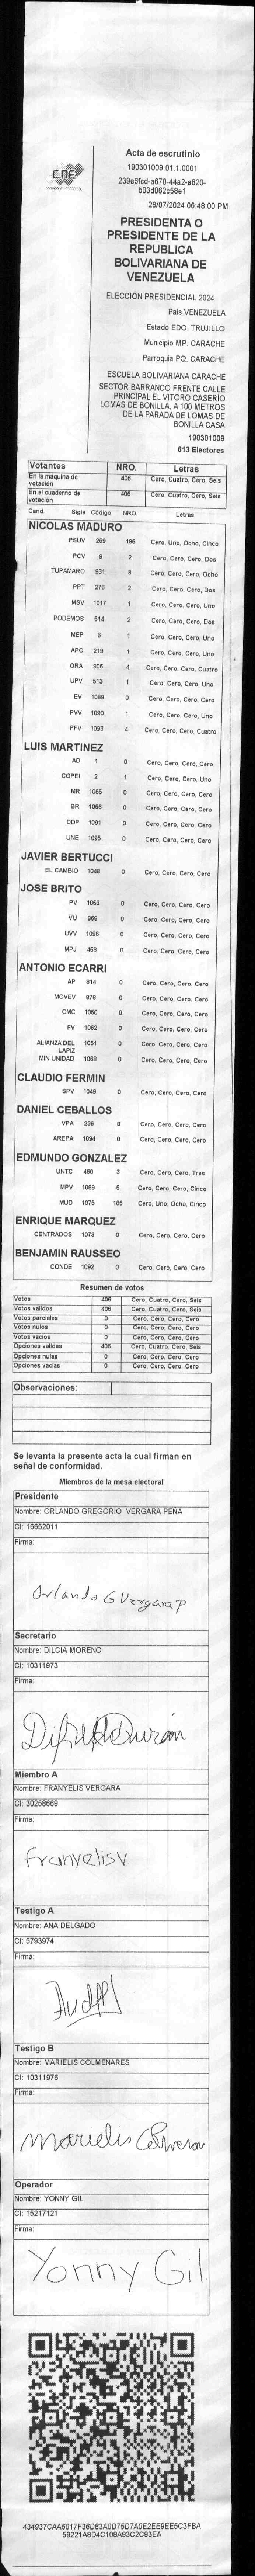 CNE
Acta de escrutinio
190301009.01.1.0001
239e6fcd-a670-44a2-a820-
b03d062c58e1
28/07/2024 06:48:00 PM
PRESIDENTA O
PRESIDENTE DE LA
REPUBLICA
BOLIVARIANA DE
VENEZUELA
ELECCIÓN PRESIDENCIAL 2024
País VENEZUELA
Estado EDO. TRUJILLO
Municipio MP. CARACHE
Parroquia PQ. CARACHE
ESCUELA BOLIVARIANA CARACHE
SECTOR BARRANCO FRENTE CALLE
PRINCIPAL EL VITORO CASERÍO
LOMAS DE BONILLA, A 100 METROS
DE LA PARADA DE LOMAS DE
BONILLA CASA
190301009
613 Electores
Votantes NRO. Letras
En la máquina de votación 406 Cero, Cuatro, Cero, Seis
En el cuaderno de votación 406 Cero, Cuatro, Cero, Seis
Cand. Sigla Código NRO. Letras
NICOLAS MADURO
PSUV 269 185 Cero, Uno, Ocho, Cinco
PCV 9 2 Cero, Cero, Cero, Dos
TUPAMARO 931 8 Cero, Cero, Cero, Ocho
PPT 276 2 Cero, Cero, Cero, Dos
MSV 1017 1 Cero, Cero, Cero, Uno
PODEMOS 514 2 Cero, Cero, Cero, Dos
MEP 6 1 Cero, Cero, Cero, Uno
APC 219 1 Cero, Cero, Cero, Uno
ORA 906 4 Cero, Cero, Cero, Cuatro
UPV 513 1 Cero, Cero, Cero, Uno
EV 1089 0 Cero, Cero, Cero, Cero
PVV 1090 1 Cero, Cero, Cero, Uno
PFV 1093 4 Cero, Cero, Cero, Cuatro
LUIS MARTINEZ
AD 1 0 Cero, Cero, Cero, Cero
COPEI 2 1 Cero, Cero, Cero, Uno
MR 1065 0 Cero, Cero, Cero, Cero
BR 1066 0 Cero, Cero, Cero, Cero
DDP 1091 0 Cero, Cero, Cero, Cero
UNE 1095 0 Cero, Cero, Cero, Cero
JAVIER BERTUCCI
EL CAMBIO 1048 0 Cero, Cero, Cero, Cero
JOSE BRITO
PV 1063 0 Cero, Cero, Cero, Cero
VU 969 0 Cero, Cero, Cero, Cero
UVV 1096 0 Cero, Cero, Cero, Cero
MPJ 458 0 Cero, Cero, Cero, Cero
ANTONIO ECARRI
AP 914 0 Cero, Cero, Cero, Cero
MOVEV 978 0 Cero, Cero, Cero, Cero
CMC 1050 0 Cero, Cero, Cero, Cero
FV 1062 0 Cero, Cero, Cero, Cero
ALIANZA DEL LAPIZ 1051 0 Cero, Cero, Cero, Cero
MIN UNIDAD 1068 0 Cero, Cero, Cero, Cero
CLAUDIO FERMIN
SPV 1049 0 Cero, Cero, Cero, Cero
DANIEL CEBALLOS
VPA 236 0 Cero, Cero, Cero, Cero
AREPA 1094 0 Cero, Cero, Cero, Cero
EDMUNDO GONZALEZ
UNTC 460 3 Cero, Cero, Cero, Tres
MPV 1069 5 Cero, Cero, Cero, Cinco
MUD 1075 185 Cero, Uno, Ocho, Cinco
ENRIQUE MARQUEZ
CENTRADOS 1073 0 Cero, Cero, Cero, Cero
BENJAMIN RAUSSEO
CONDE 1092 0 Cero, Cero, Cero, Cero
Resumen de votos
Votos 406 Cero, Cuatro, Cero, Seis
Votos validos 406 Cero, Cuatro, Cero, Seis
Votos parciales 0 Cero, Cero, Cero, Cero
Votos nulos 0 Cero, Cero, Cero, Cero
Votos vacíos 0 Cero, Cero, Cero, Cero
Opciones validas 406 Cero, Cuatro, Cero, Seis
Opciones nulas 0 Cero, Cero, Cero, Cero
Opciones vacías 0 Cero, Cero, Cero, Cero
Observaciones:
Se levanta la presente acta la cual firman en
señal de conformidad.
Miembros de la mesa electoral
Presidente
Nombre: ORLANDO GREGORIO VERGARA PEÑA
CI: 16652011
Firma:
Orlando G Vergara P
Secretario
Nombre: DILCIA MORENO
CI: 10311973
Firma:
Miembro A
Nombre: FRANYELIS VERGARA
CI: 30258669
Firma:
Franyelis V
Testigo A
Nombre: ANA DELGADO
CI: 5793974
Firma:
Testigo B
Nombre: MARIELIS COLMENARES
CI: 10311976
Firma:
Marielis
Operador
Nombre: YONNY GIL
CI: 15217121
Firma:
Yonny Gil
434937CAA6017F36D83A0D75D7A0E2EE9EE5C3FBA
59221A8D4C108A93C2C93EA